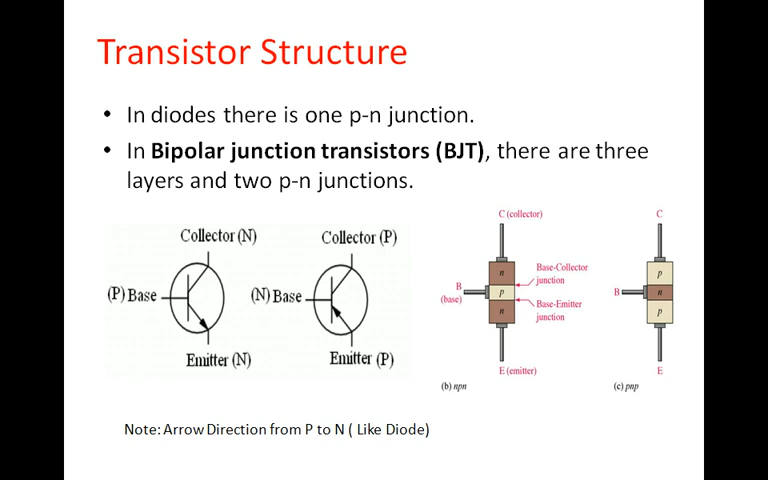 Transistor Structure
• In diodes there is one p-n junction.
• In Bipolar junction transistors (BJT), there are three
layers and two p-n junctions.
Collector (N)
(P) Base
Emitter (N)
Collector (P)
(N) Base
Emitter (P)
C (collector)
n
p
n
B
(base)
Base-Collector
junction
Base-Emitter
junction
E (emitter)
(b) npn
C
p
n
p
B
E
(c) pnp
Note: Arrow Direction from P to N ( Like Diode)